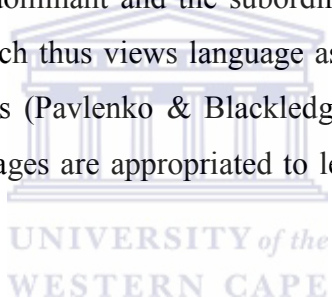 ominant and the subordin
ch thus views language as
s (Pavlenko & Blackledg
ages are appropriated to le
UNIVERSITY of the
WESTERN CAPE